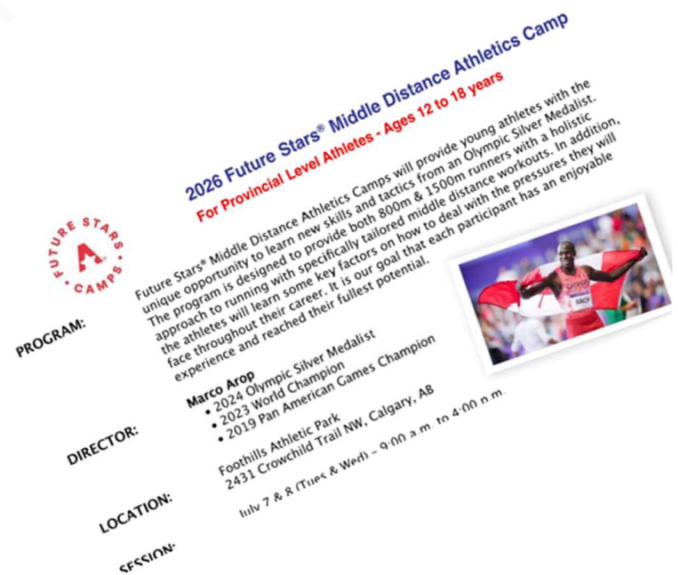 2026 Future Stars® Middle Distance Athletics Camp
For Provincial Level Athletes - Ages 12 to 18 years
FUTURE STARS
A
CAMPS
PROGRAM:
Future Stars® Middle Distance Athletics Camps will provide young athletes with the
unique opportunity to learn new skills and tactics from an Olympic Silver Medalist.
The program is designed to provide both 800m & 1500m runners with a holistic
approach to running with specifically tailored middle distance workouts. In addition,
the athletes will learn some key factors on how to deal with the pressures they will
face throughout their career. It is our goal that each participant has an enjoyable
experience and reached their fullest potential.
DIRECTOR:
Marco Arop
• 2024 Olympic Silver Medalist
• 2023 World Champion
• 2019 Pan American Games Champion
LOCATION:
Foothills Athletic Park
2431 Crowchild Trail NW, Calgary, AB
SESSION:
July 7 & 8 (Tues & Wed) – 9:00 a.m. to 4:00 p.m.